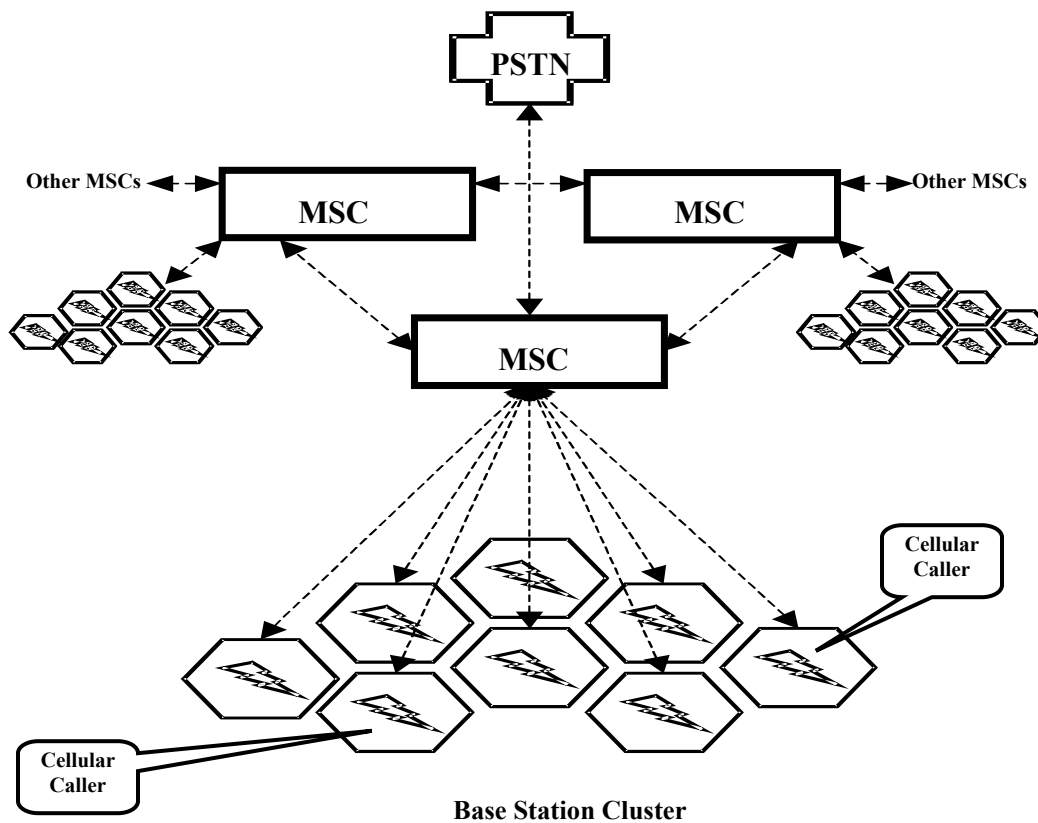 PSTN
Other MSCs
Other MSCs
MSC
MSC
MSC
Cellular
Caller
Cellular
Caller
Base Station Cluster